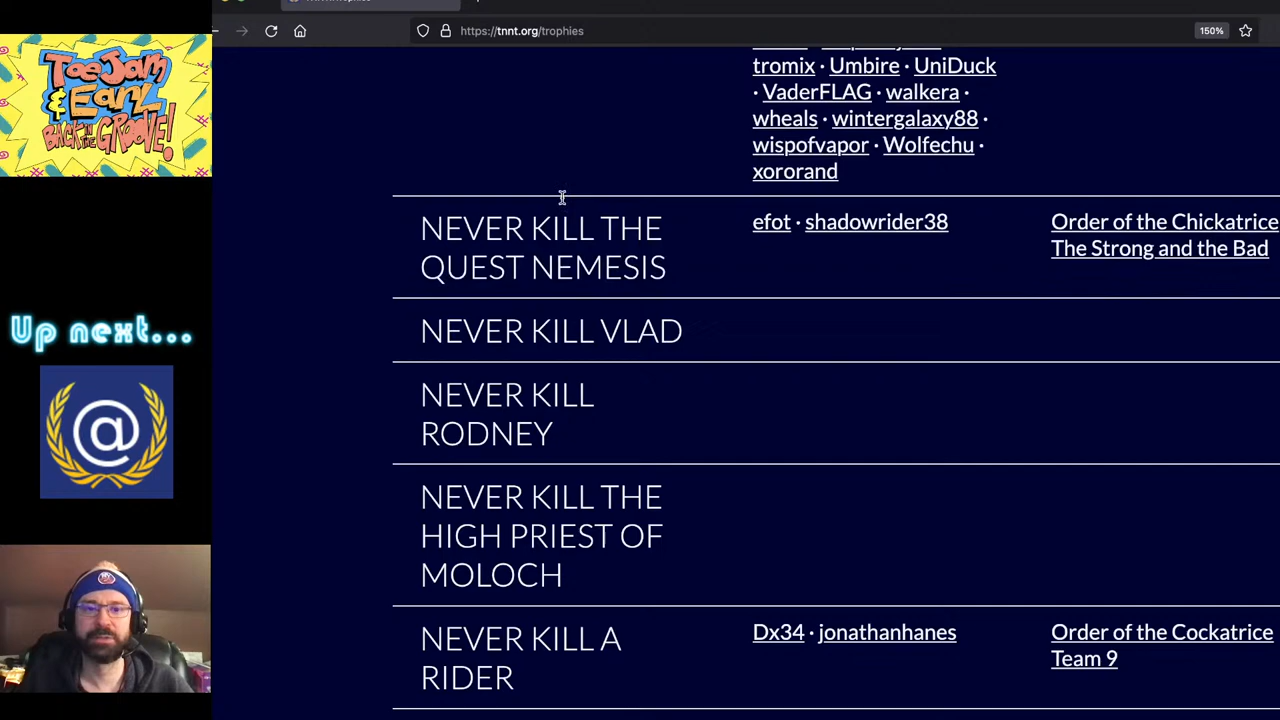 https://tnnt.org/trophies
150%
ToeJam
& Earl
BACK IN THE GROOVE!
Up next...
@
tromix · Umbire · UniDuck
· VaderFLAG · walkera ·
wheals · wintergalaxy88 ·
wispofvapor · Wolfechu ·
xororand
NEVER KILL THE
QUEST NEMESIS
efot · shadowrider38
Order of the Chickatrice
The Strong and the Bad
NEVER KILL VLAD
NEVER KILL
RODNEY
NEVER KILL THE
HIGH PRIEST OF
MOLOCH
NEVER KILL A
RIDER
Dx34 · jonathanhanes
Order of the Cockatrice
Team 9